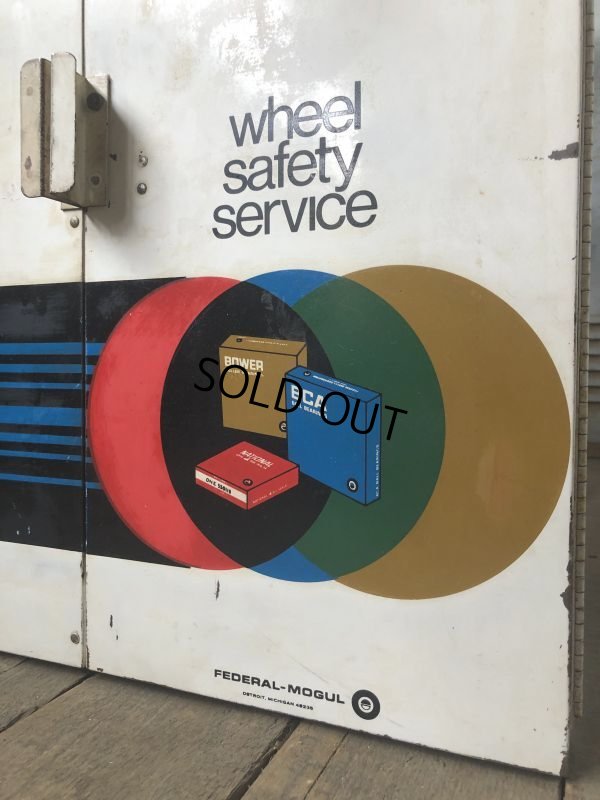 wheel
safety
service
BOWER
BCA
NATIONAL
SOLD OUT
FEDERAL-MOGUL
DETROIT, MICHIGAN 48235